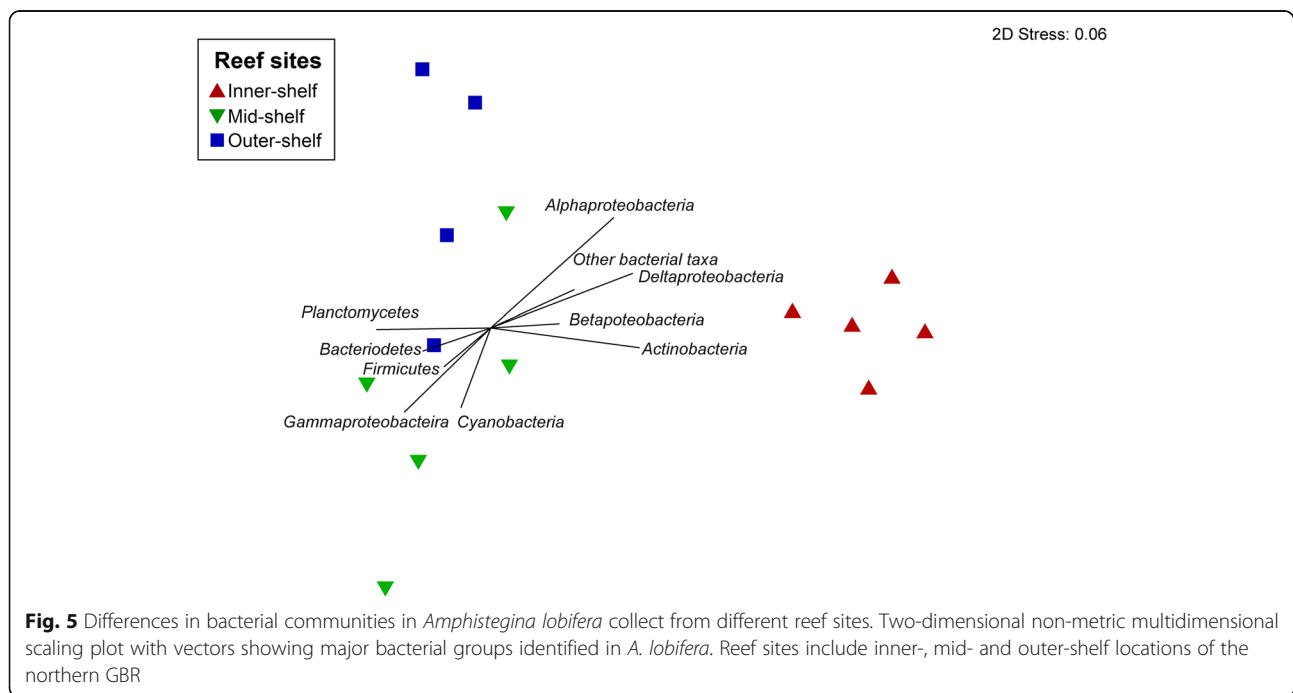 2D Stress: 0.06
Reef sites
Inner-shelf
Mid-shelf
Outer-shelf
Alphaproteobacteria
Other bacterial taxa
Deltaproteobacteria
Planctomycetes
Betapoteobacteria
Bacteriodetes
Actinobacteria
Firmicutes
Gammaproteobacteira
Cyanobacteria
Fig. 5 Differences in bacterial communities in Amphistegina lobifera collect from different reef sites. Two-dimensional non-metric multidimensional
scaling plot with vectors showing major bacterial groups identified in A. lobifera. Reef sites include inner-, mid- and outer-shelf locations of the
northern GBR